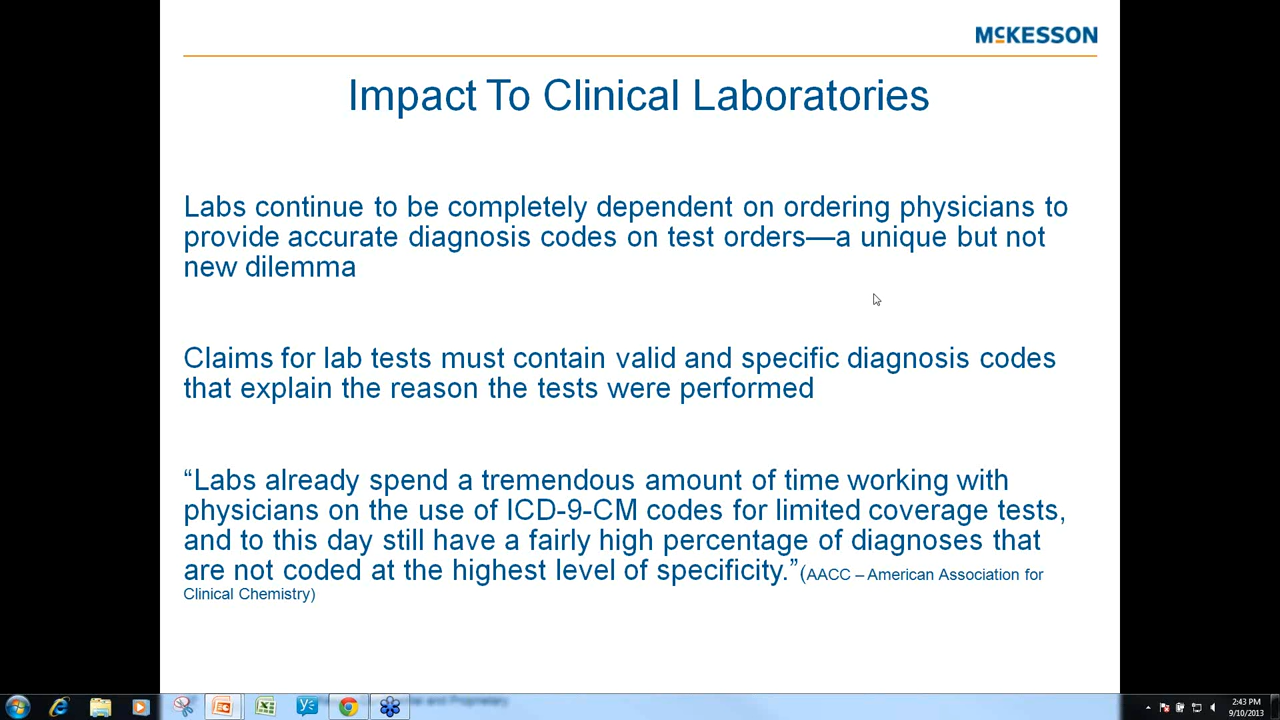 McKESSON
Impact To Clinical Laboratories
Labs continue to be completely dependent on ordering physicians to
provide accurate diagnosis codes on test orders—a unique but not
new dilemma
Claims for lab tests must contain valid and specific diagnosis codes
that explain the reason the tests were performed
“Labs already spend a tremendous amount of time working with
physicians on the use of ICD-9-CM codes for limited coverage tests,
and to this day still have a fairly high percentage of diagnoses that
are not coded at the highest level of specificity.”(AACC – American Association for
Clinical Chemistry)
and Proprietary
2:43 PM
9/10/2013